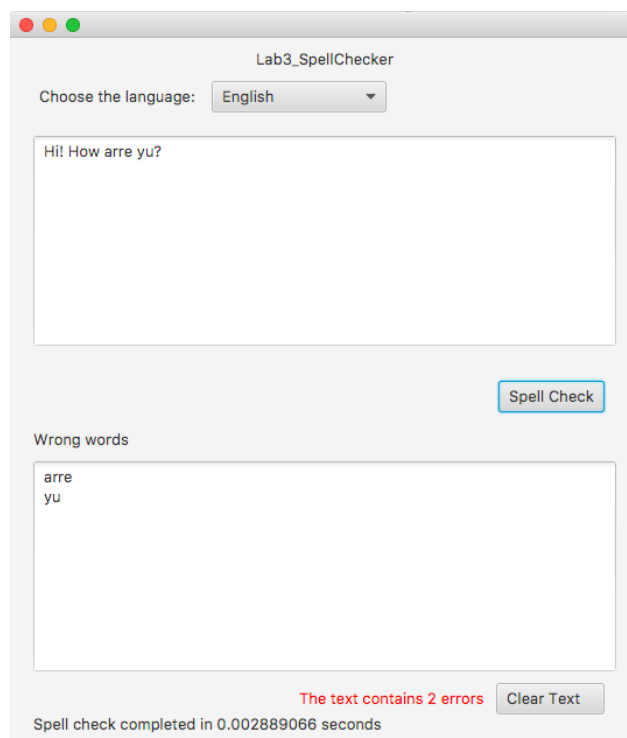 Lab3_SpellChecker
Choose the language: English
Hi! How arre yu?
Spell Check
Wrong words
arre
yu
The text contains 2 errors Clear Text
Spell check completed in 0.002889066 seconds